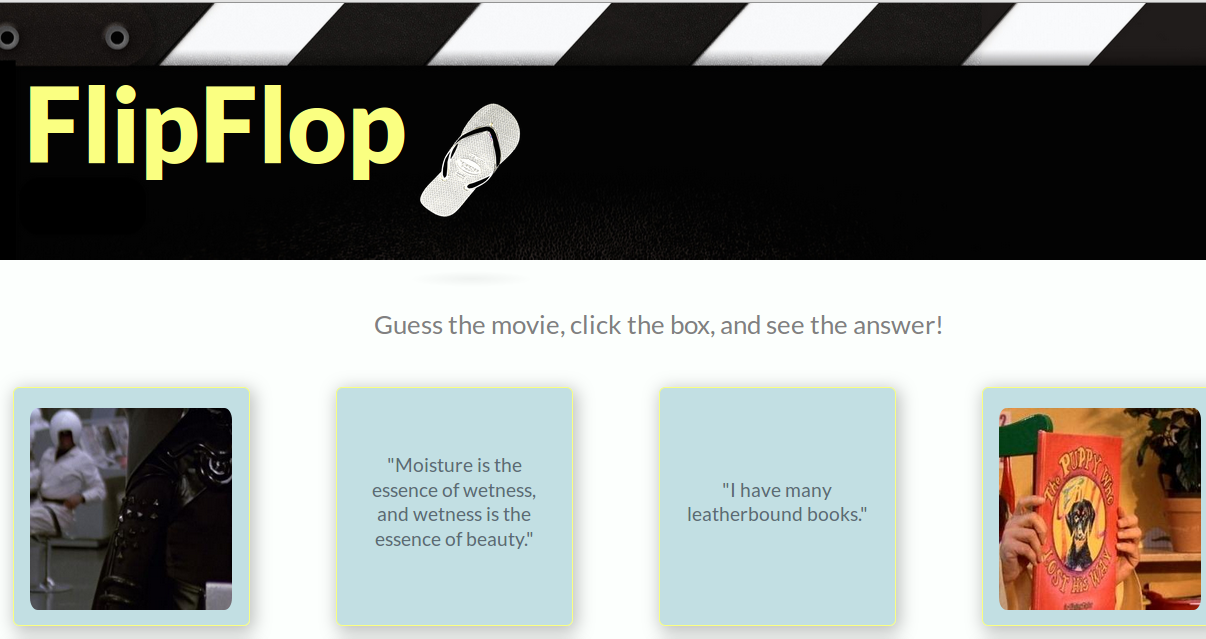 FlipFlop
Guess the movie, click the box, and see the answer!
"Moisture is the
essence of wetness,
and wetness is the
essence of beauty."
"I have many
leatherbound books."
The PUPPY Who
LOST His WAY